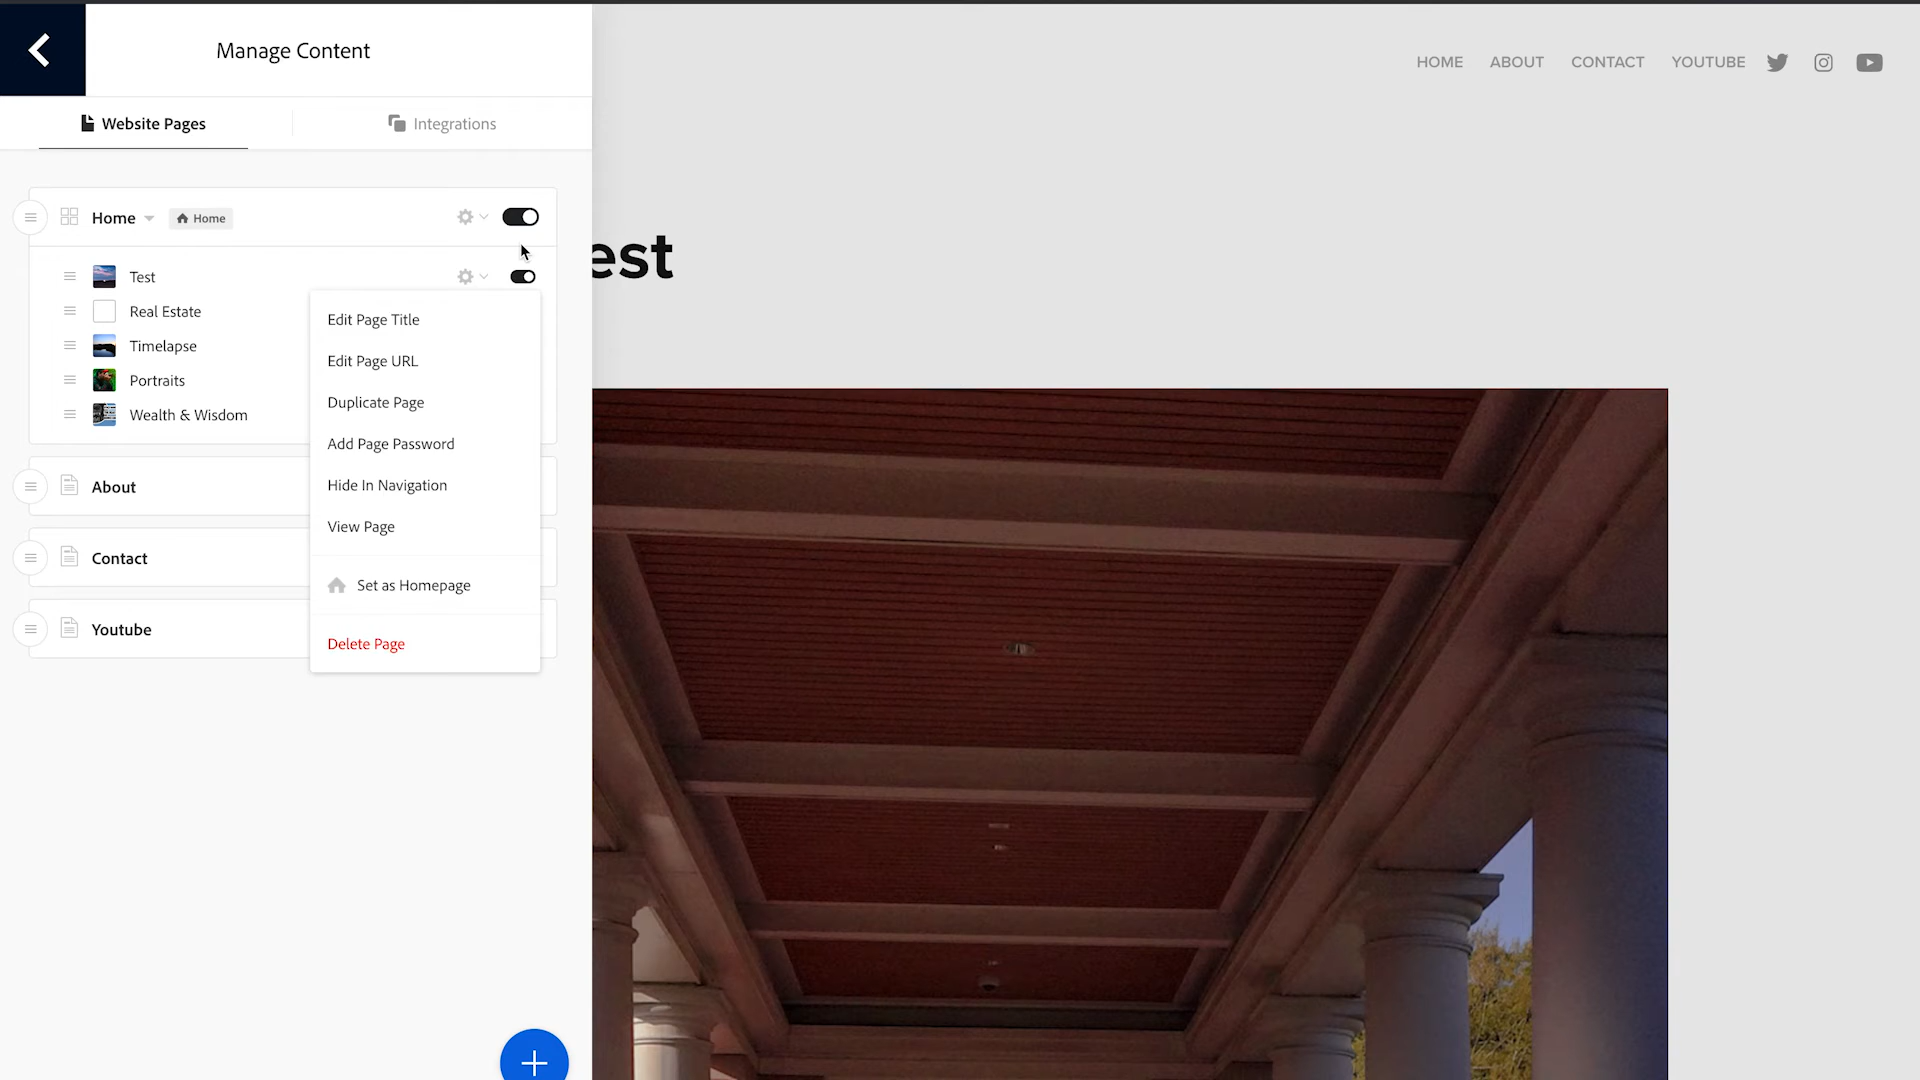 Manage Content
HOME ABOUT CONTACT YOUTUBE
Website Pages
Integrations
Home
Home
est
Test
Real Estate
Timelapse
Portraits
Wealth & Wisdom
Edit Page Title
Edit Page URL
Duplicate Page
Add Page Password
Hide In Navigation
View Page
Set as Homepage
Delete Page
About
Contact
Youtube